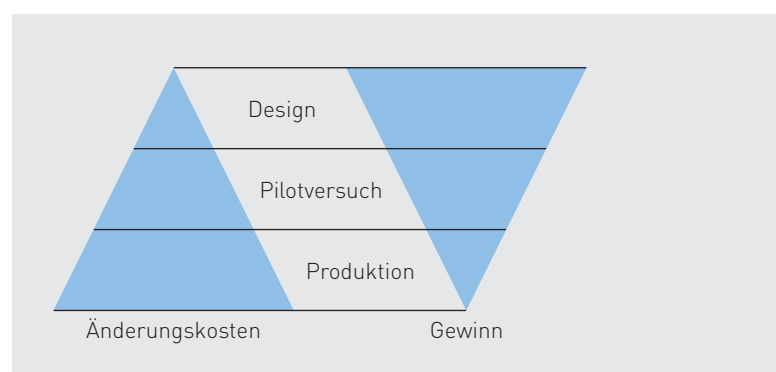 Design
Pilotversuch
Produktion
Änderungskosten
Gewinn